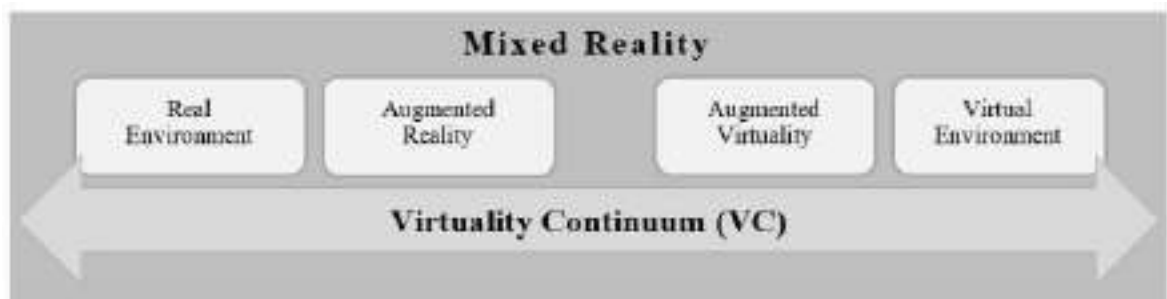 Mixed Reality
Real
Environment
Augmented
Reality
Augmented
Virtuality
Virtual
Environment
Virtuality Continuum (VC)